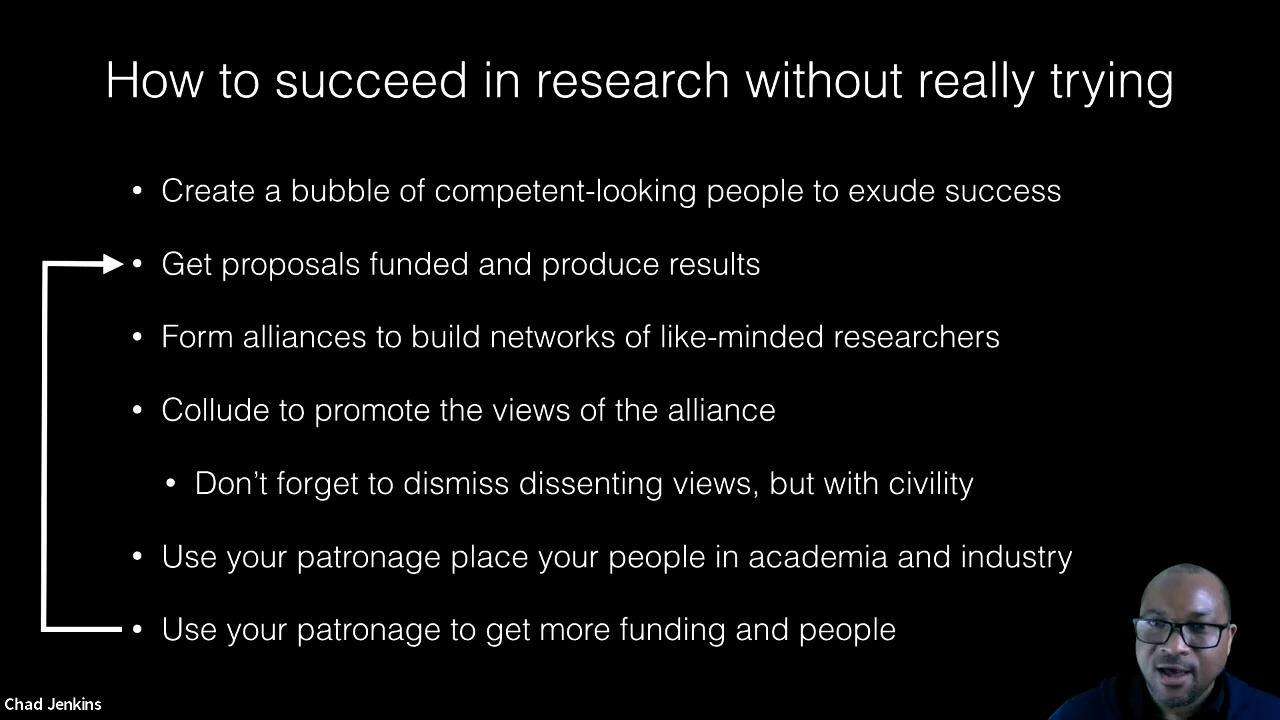 How to succeed in research without really trying
• Create a bubble of competent-looking people to exude success
• Get proposals funded and produce results
• Form alliances to build networks of like-minded researchers
• Collude to promote the views of the alliance
• Don’t forget to dismiss dissenting views, but with civility
• Use your patronage place your people in academia and industry
• Use your patronage to get more funding and people
Chad Jenkins